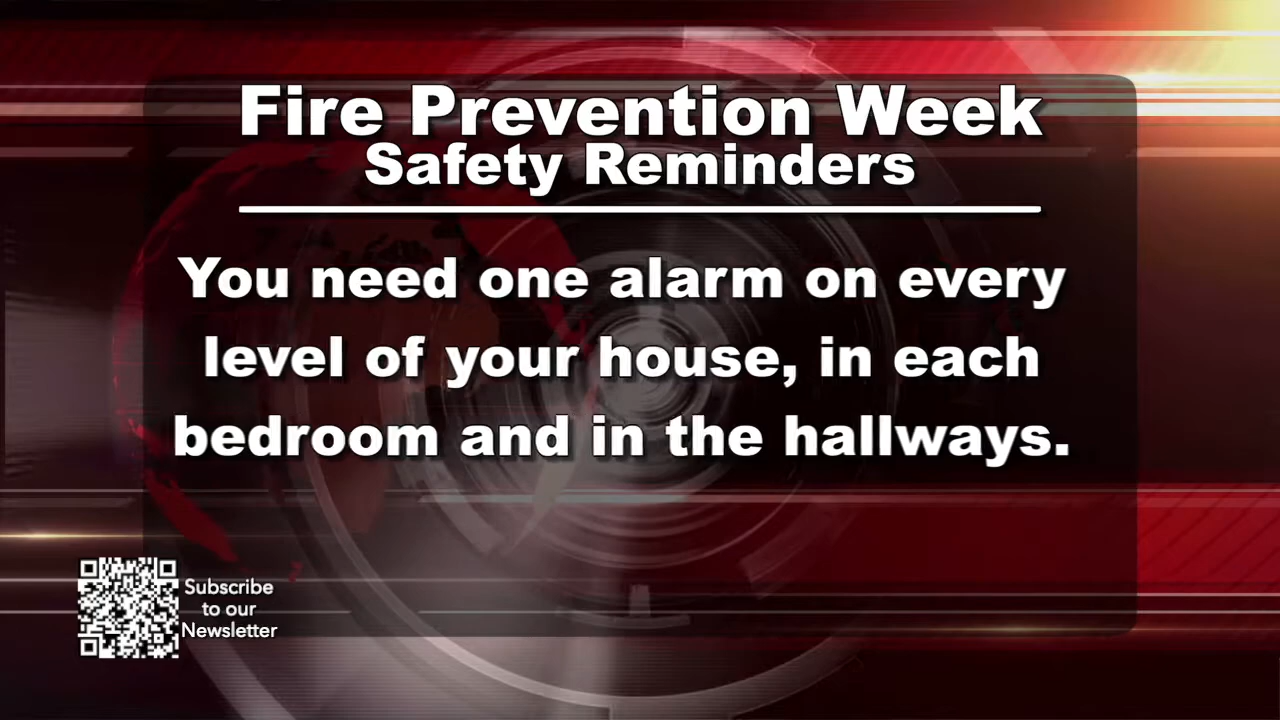 Fire Prevention Week
Safety Reminders
You need one alarm on every
level of your house, in each
bedroom and in the hallways.
Subscribe
to our
Newsletter